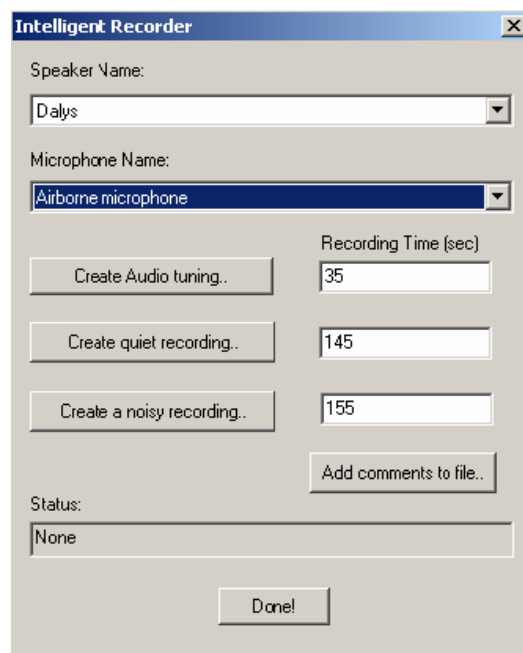 Intelligent Recorder
Speaker Name:
Dalys
Microphone Name:
Airborne microphone
Recording Time (sec)
Create Audio tuning..
35
Create quiet recording..
145
Create a noisy recording..
155
Add comments to file..
Status:
None
Done!